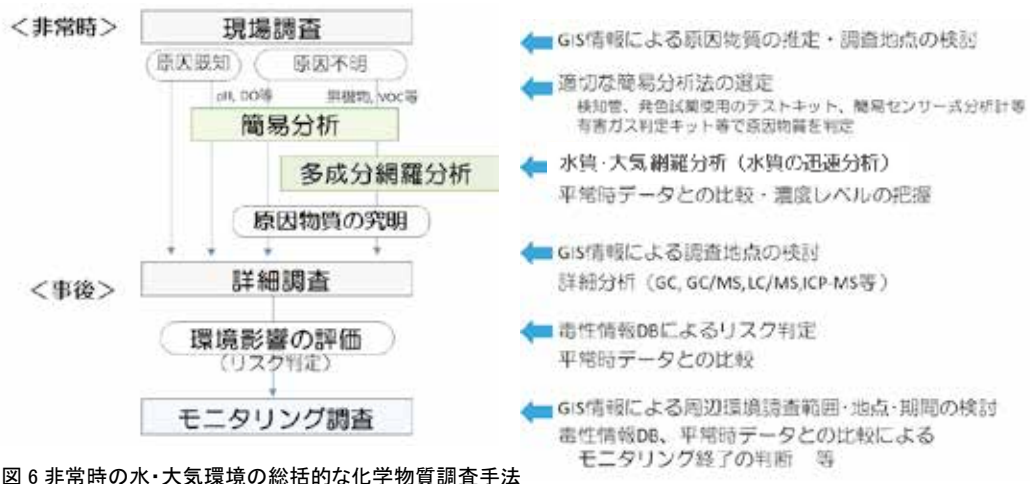 ＜非常時＞
現場調査
原因既知
原因不明
pH, DO等
無機物, VOC等
簡易分析
多成分網羅分析
原因物質の究明
＜事後＞
詳細調査
環境影響の評価
（リスク判定）
モニタリング調査
GIS情報による原因物質の推定・調査地点の検討
適切な簡易分析法の選定
検知管、発色試薬使用のテストキット、簡易センサー式分析計等
有害ガス判定キット等で原因物質を判定
水質・大気網羅分析（水質の迅速分析）
平常時データとの比較・濃度レベルの把握
GIS情報による調査地点の検討
詳細分析（GC, GC/MS, LC/MS,ICP-MS等）
毒性情報DBによるリスク判定
平常時データとの比較
GIS情報による周辺環境調査範囲・地点・期間の検討
毒性情報DB、平常時データとの比較による
モニタリング終了の判断　等
図 6 非常時の水・大気環境の総括的な化学物質調査手法